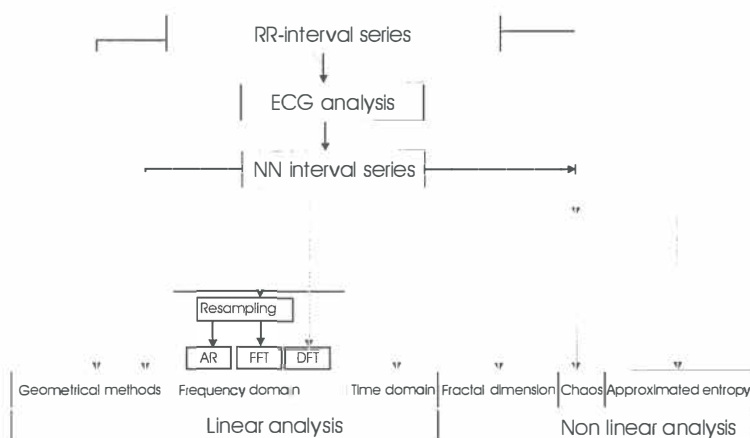 RR-interval series
ECG analysis
NN interval series
Resampling
AR FFT DFT
Geometrical methods Frequency domain Time domain Fractal dimension Chaos Approximated entropy
Linear analysis Non linear analysis